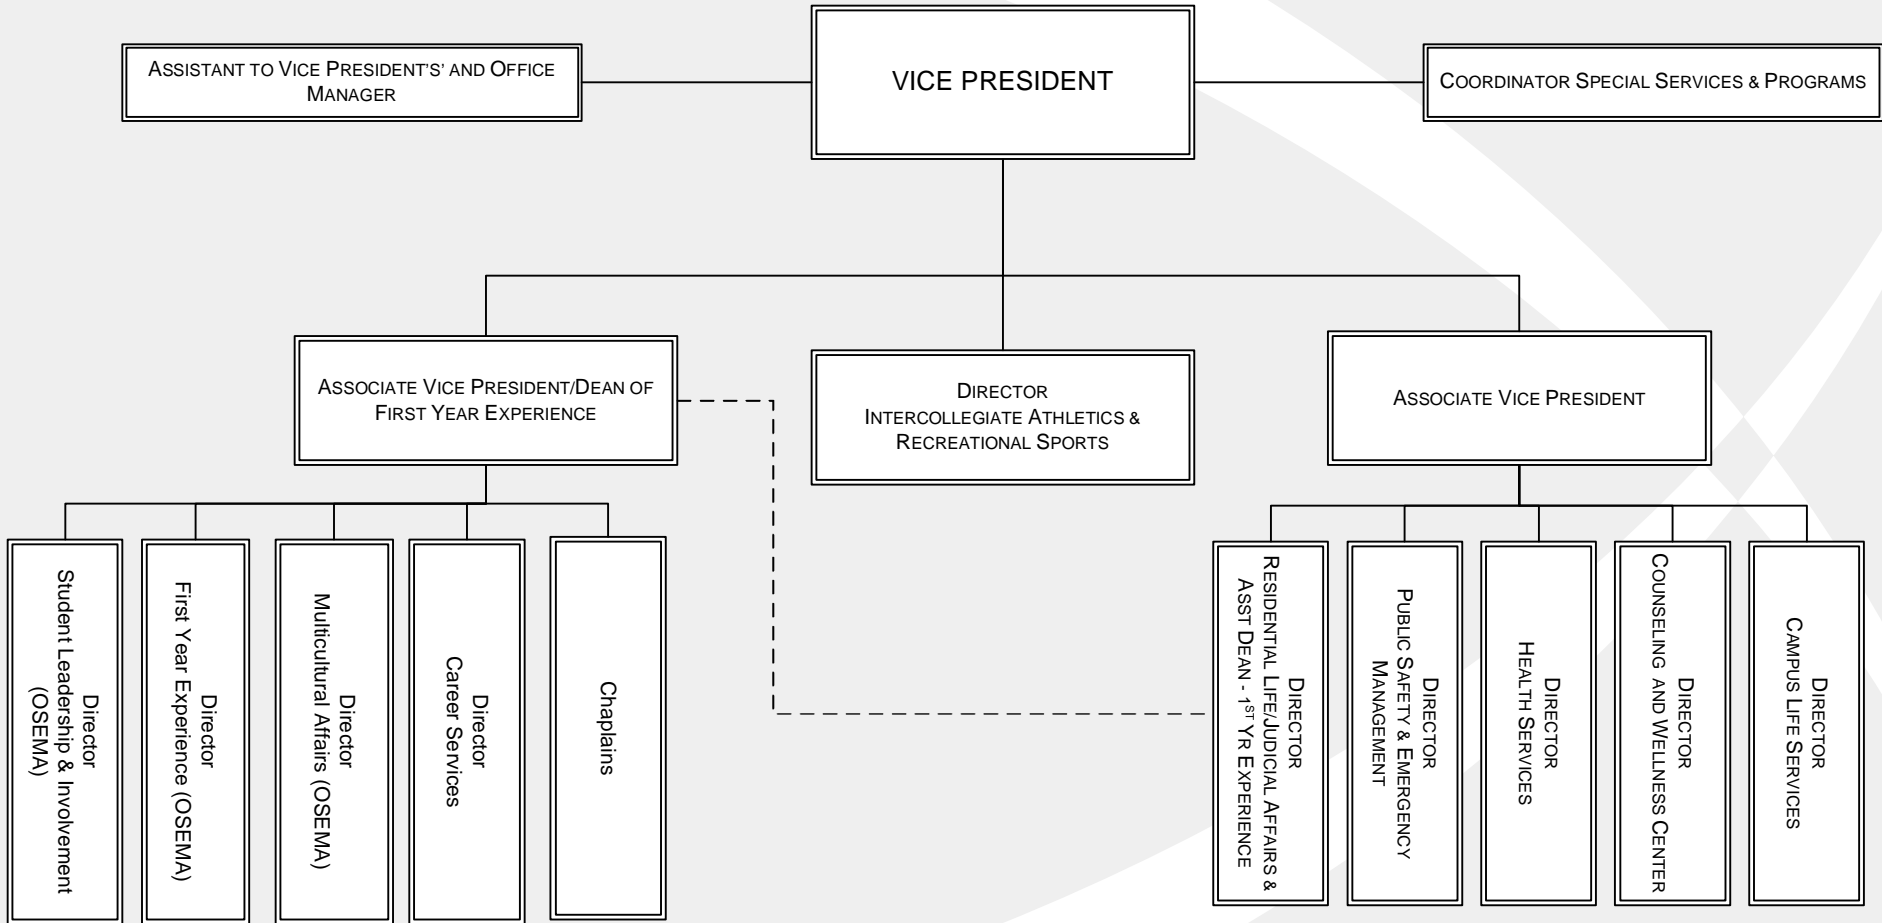 ASSISTANT TO VICE PRESIDENT'S' AND OFFICE
MANAGER
VICE PRESIDENT
COORDINATOR SPECIAL SERVICES & PROGRAMS
ASSOCIATE VICE PRESIDENT/DEAN OF
FIRST YEAR EXPERIENCE
DIRECTOR
INTERCOLLEGIATE ATHLETICS &
RECREATIONAL SPORTS
ASSOCIATE VICE PRESIDENT
Director
Student Leadership & Involvement
(OSEMA)
Director
First Year Experience (OSEMA)
Director
Multicultural Affairs (OSEMA)
Director
Career Services
Chaplains
DIRECTOR
RESIDENTIAL LIFE/JUDICIAL AFFAIRS &
ASST DEAN - 1ST YR EXPERIENCE
DIRECTOR
PUBLIC SAFETY & EMERGENCY
MANAGEMENT
DIRECTOR
HEALTH SERVICES
DIRECTOR
COUNSELING AND WELLNESS CENTER
DIRECTOR
CAMPUS LIFE SERVICES